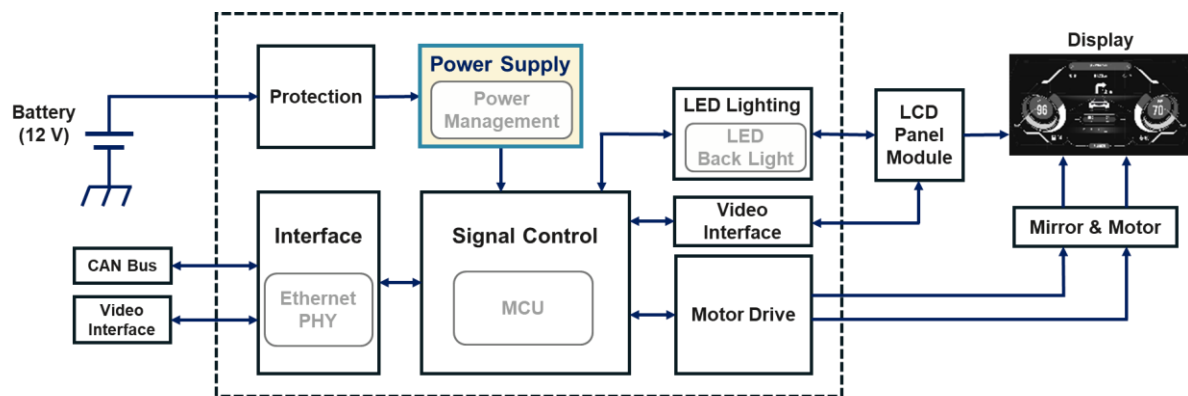 Display
Power Supply
Power
Management
Protection
Battery
(12 V)
LED Lighting
LED
Back Light
LCD
Panel
Module
96
70
Interface
Ethernet
PHY
Signal Control
MCU
Video
Interface
Motor Drive
Mirror & Motor
CAN Bus
Video
Interface